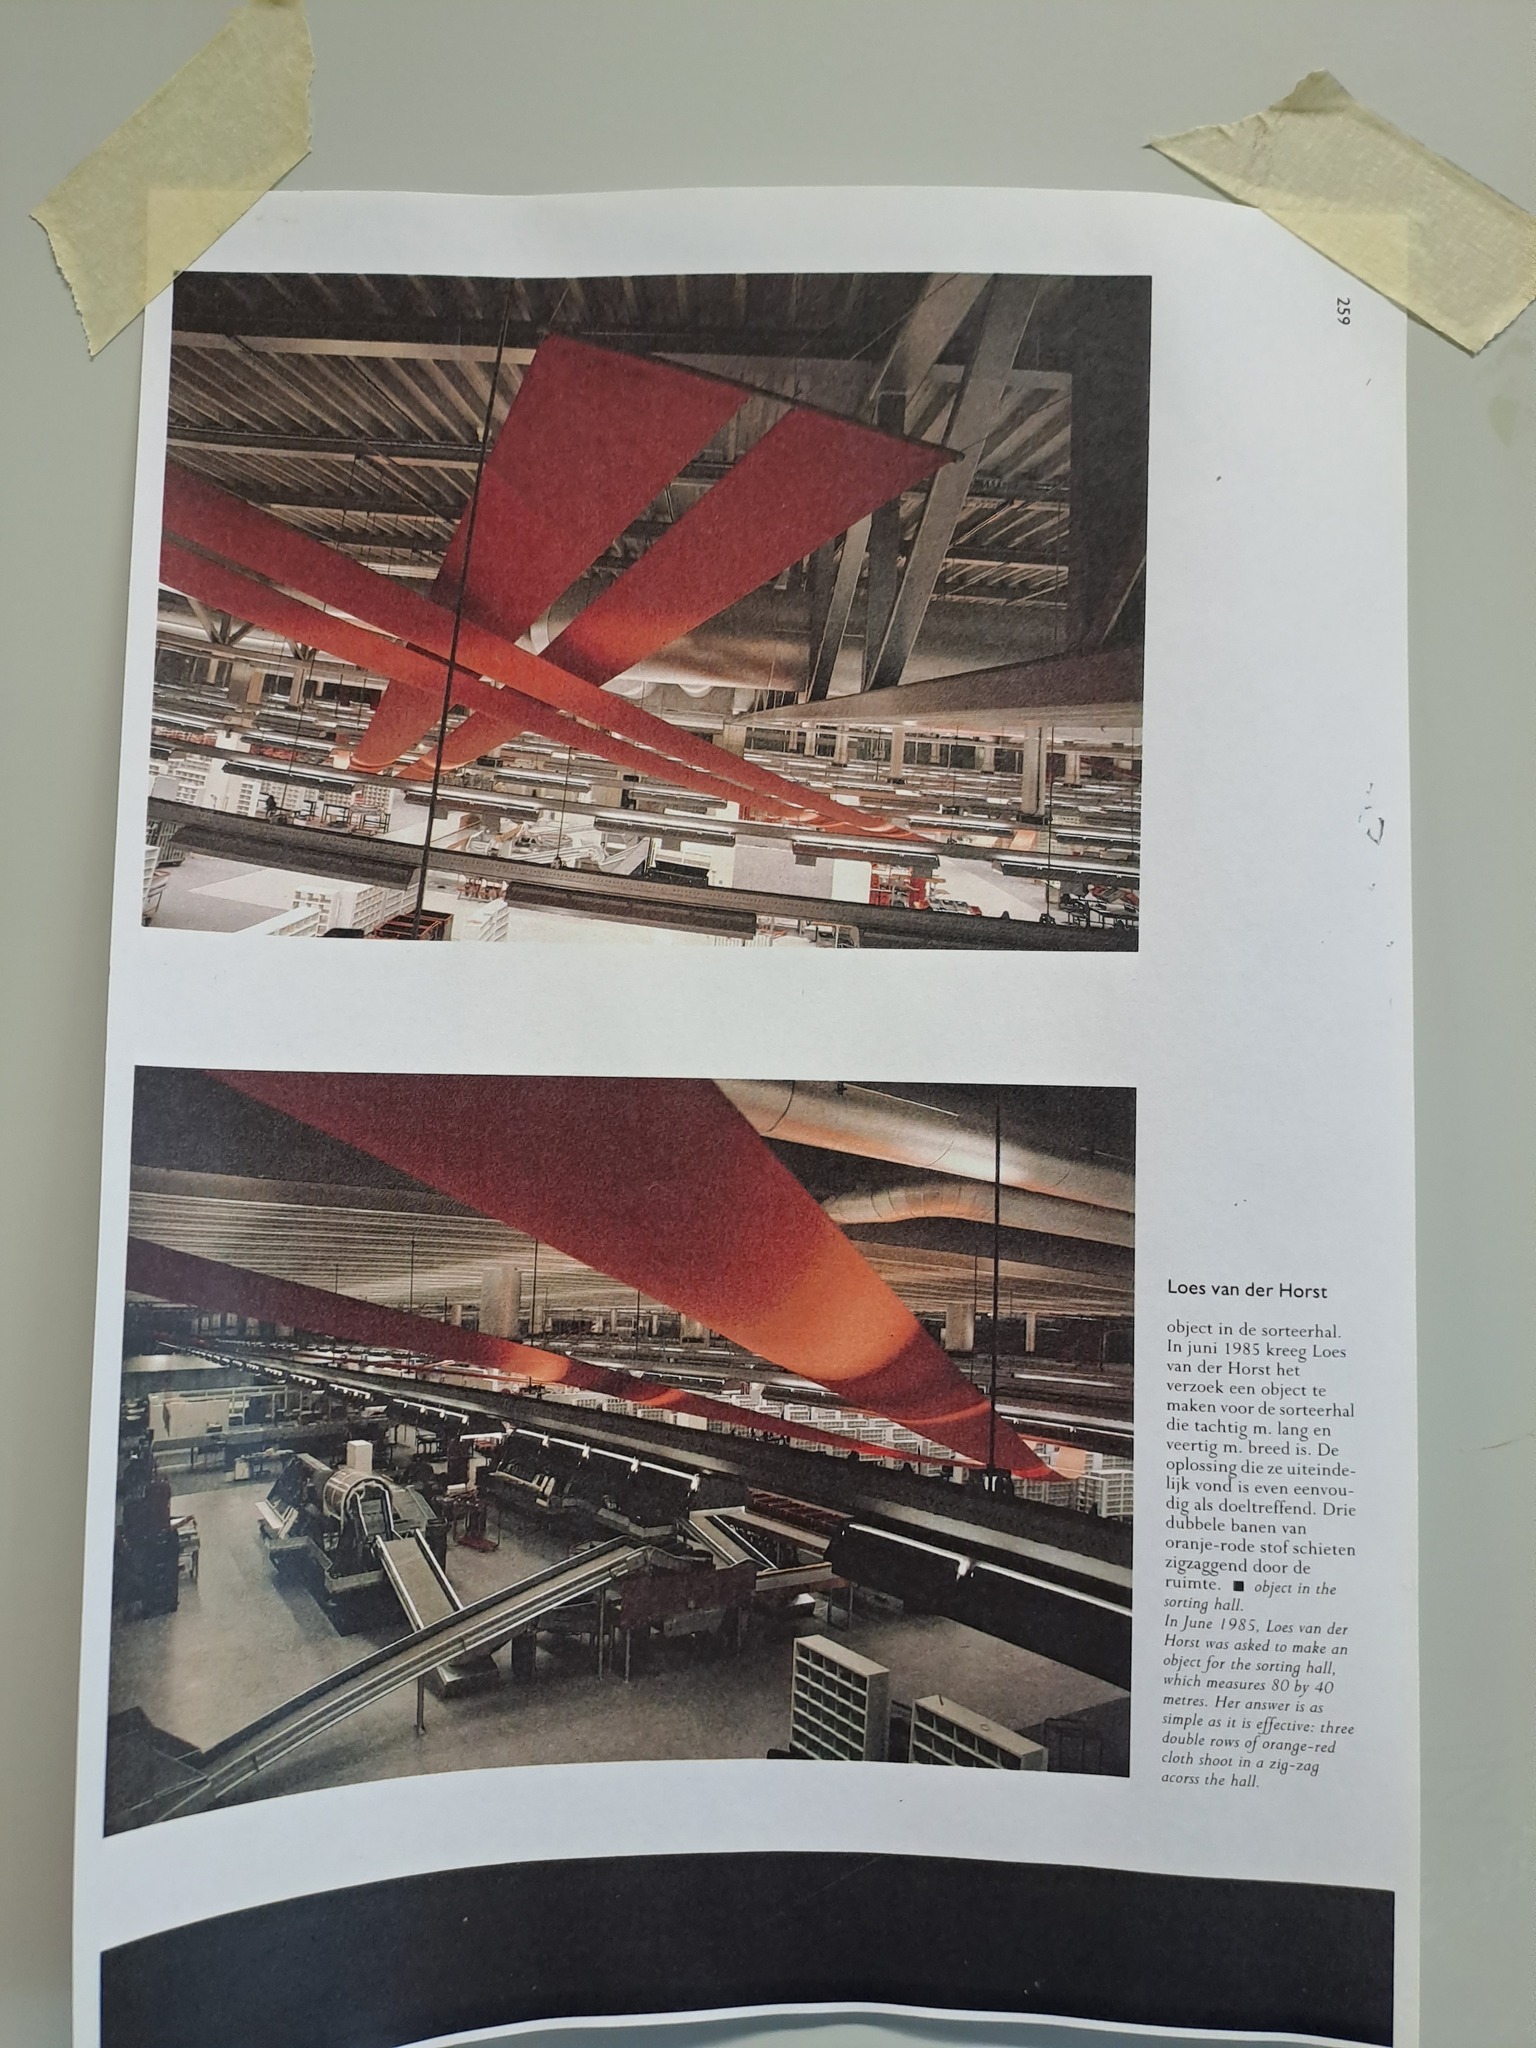 259
Loes van der Horst
object in de sorteerhal.
In juni 1985 kreeg Loes
van der Horst het
verzoek een object te
maken voor de sorteerhal
die tachtig m. lang en
veertig m. breed is. De
oplossing die ze uiteinde-
lijk vond is even eenvou-
dig als doeltreffend. Drie
dubbele banen van
oranje-rode stof schieten
zigzaggend door de
ruimte. ■ object in the
sorting hall.
In June 1985, Loes van der
Horst was asked to make an
object for the sorting hall,
which measures 80 by 40
metres. Her answer is as
simple as it is effective: three
double rows of orange-red
cloth shoot in a zig-zag
acorss the hall.